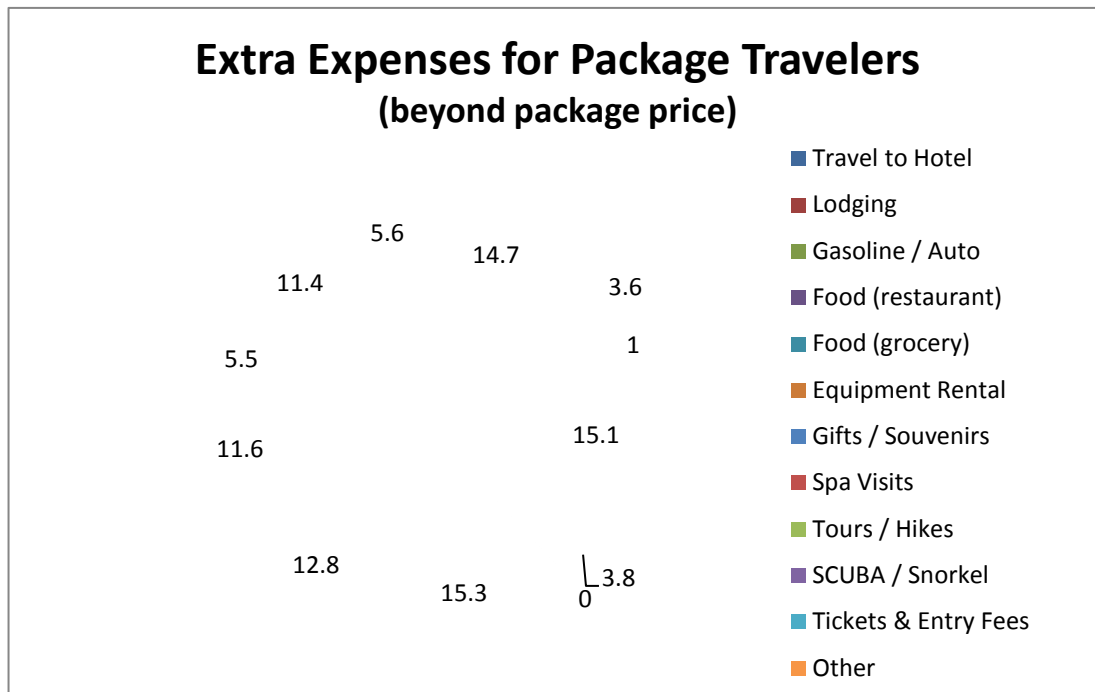 Extra Expenses for Package Travelers
(beyond package price)
Travel to Hotel
Lodging
Gasoline / Auto
Food (restaurant)
Food (grocery)
Equipment Rental
Gifts / Souvenirs
Spa Visits
Tours / Hikes
SCUBA / Snorkel
Tickets & Entry Fees
Other
5.6
14.7
11.4
3.6
1
5.5
15.1
11.6
12.8
3.8
15.3
0